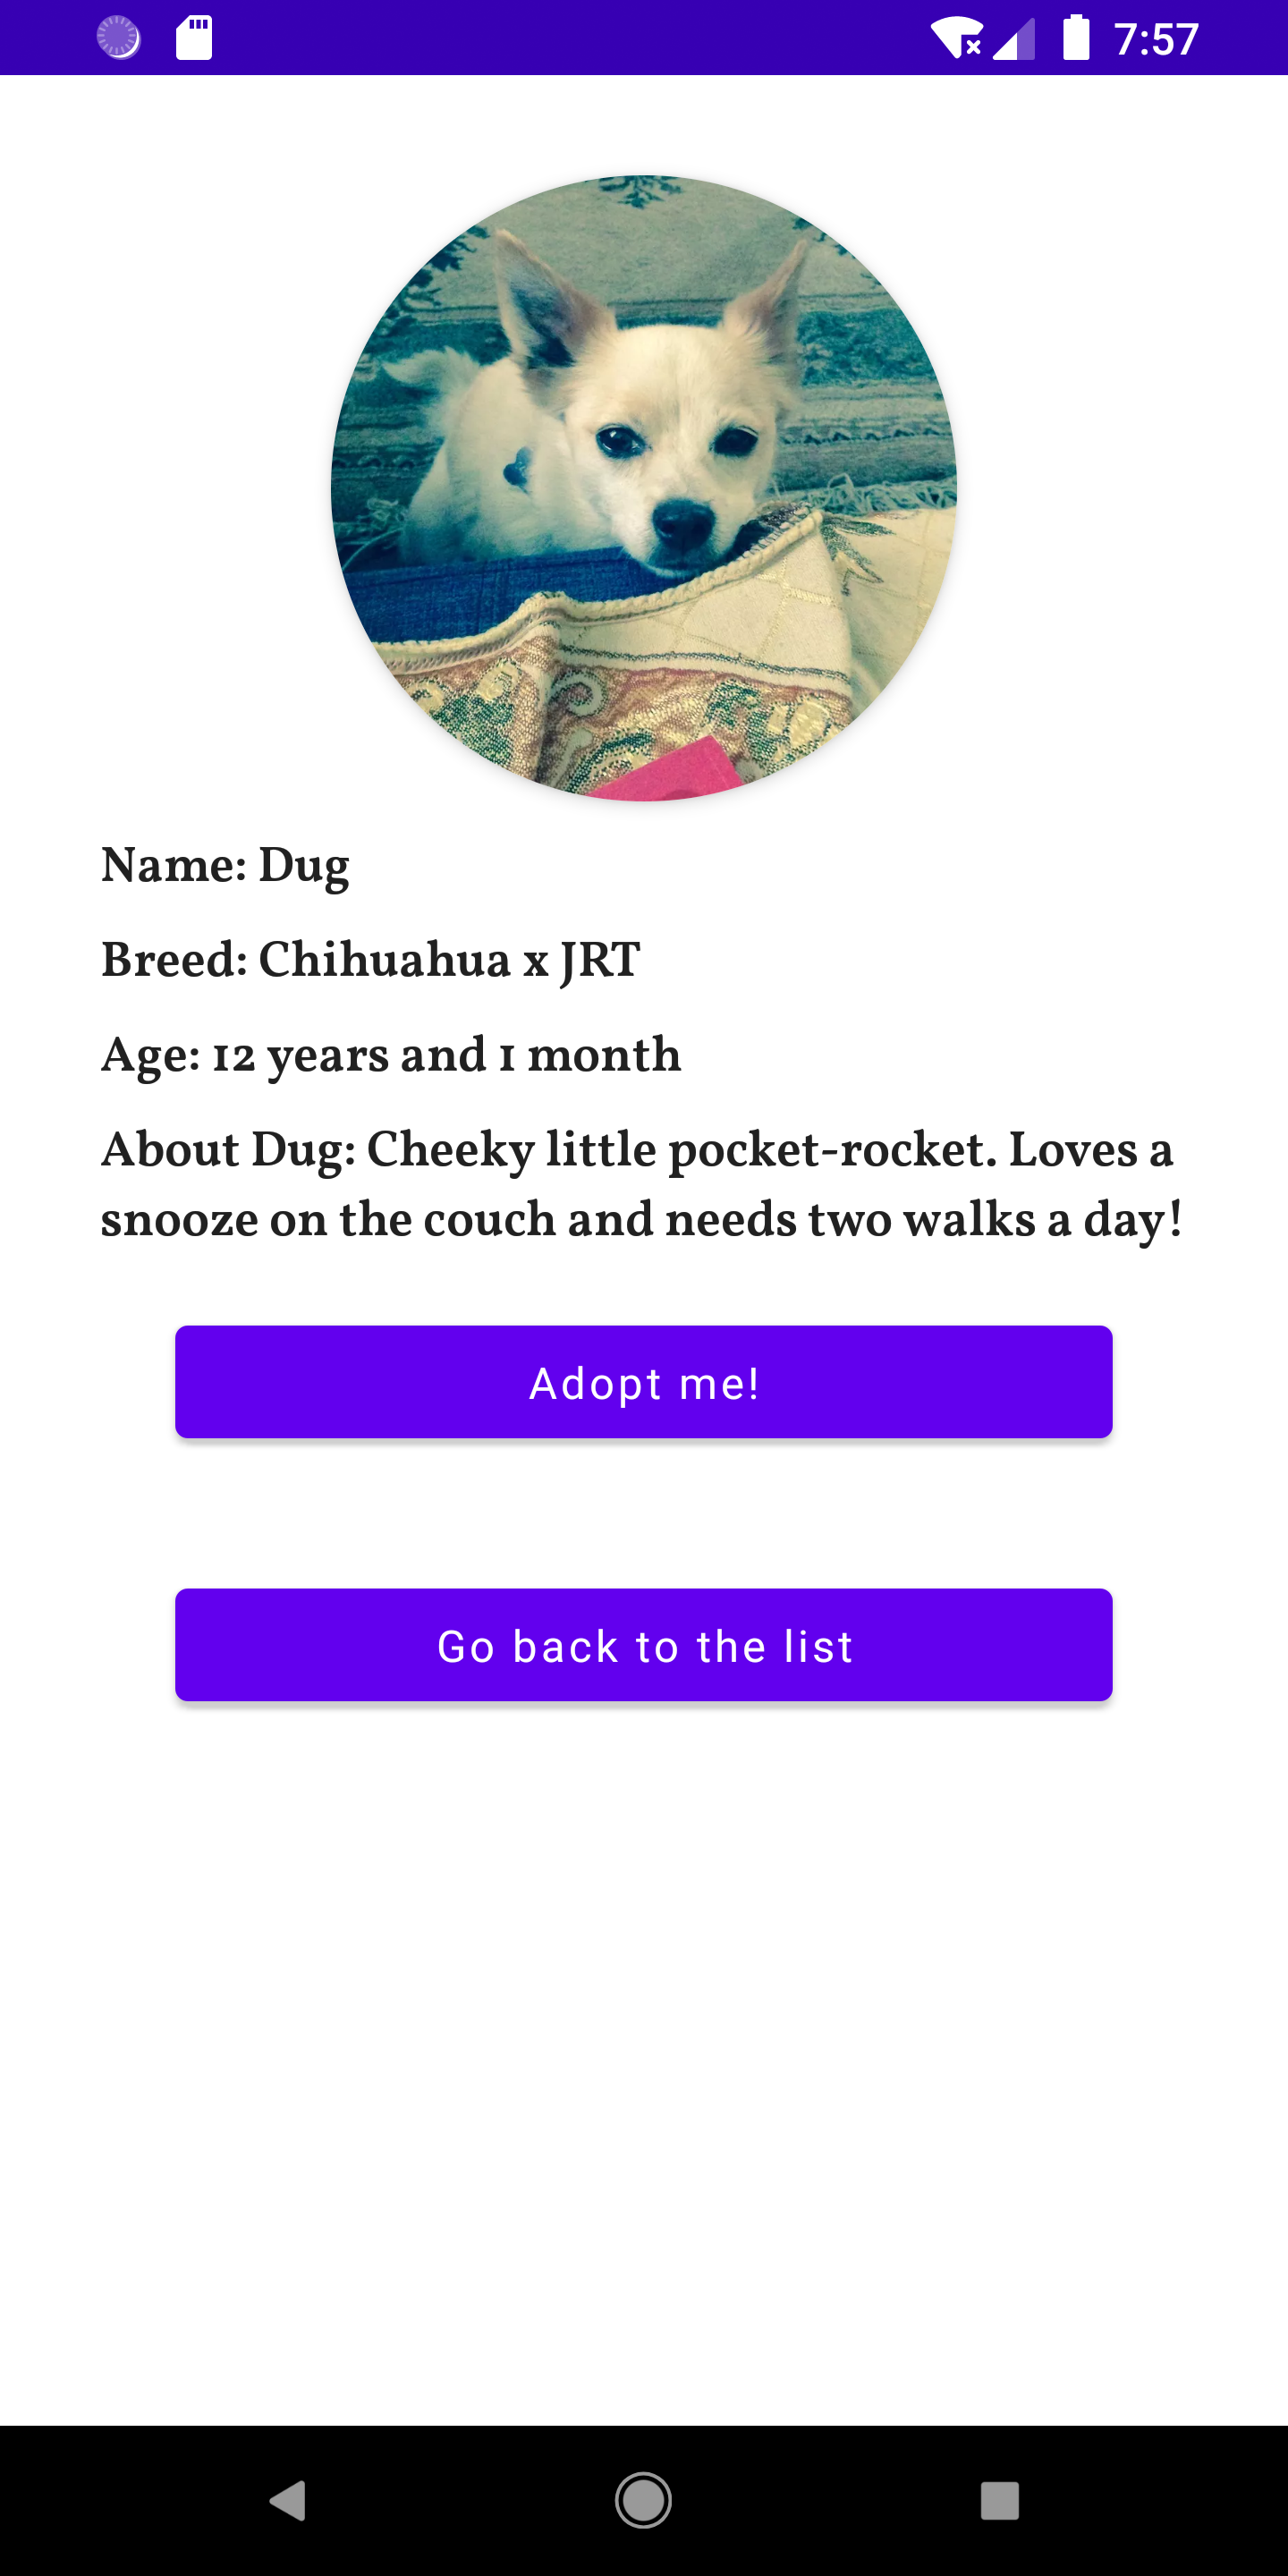 7:57
Name: Dug
Breed: Chihuahua x JRT
Age: 12 years and 1 month
About Dug: Cheeky little pocket-rocket. Loves a
snooze on the couch and needs two walks a day!
Adopt me!
Go back to the list